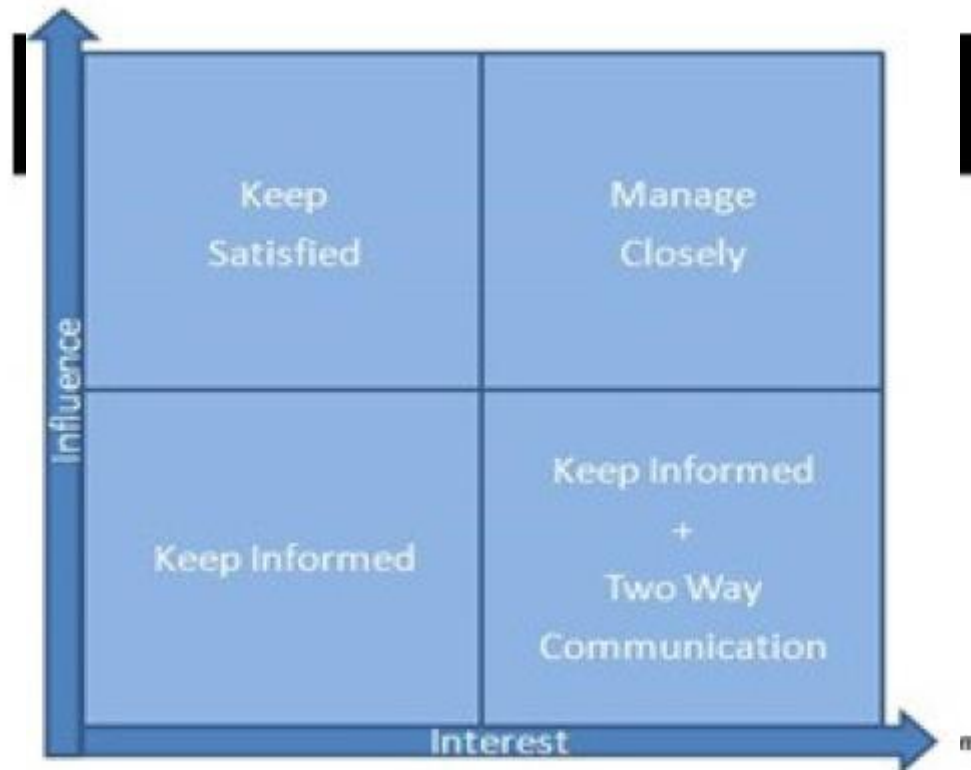 Keep
Satisfied
Manage
Closely
Influence
Keep Informed
Keep Informed
+
Two Way
Communication
Interest